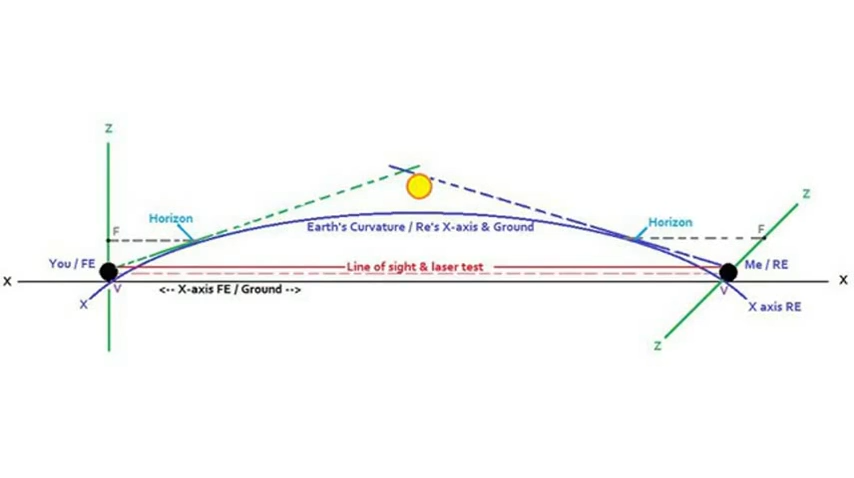 Z
Z
Horizon
Horizon
F
F
Earth's Curvature / Re's X-axis & Ground
You / FE
Line of sight & laser test
Me / RE
X
X
V
<-- X-axis FE / Ground -->
V
X
X axis RE
Z